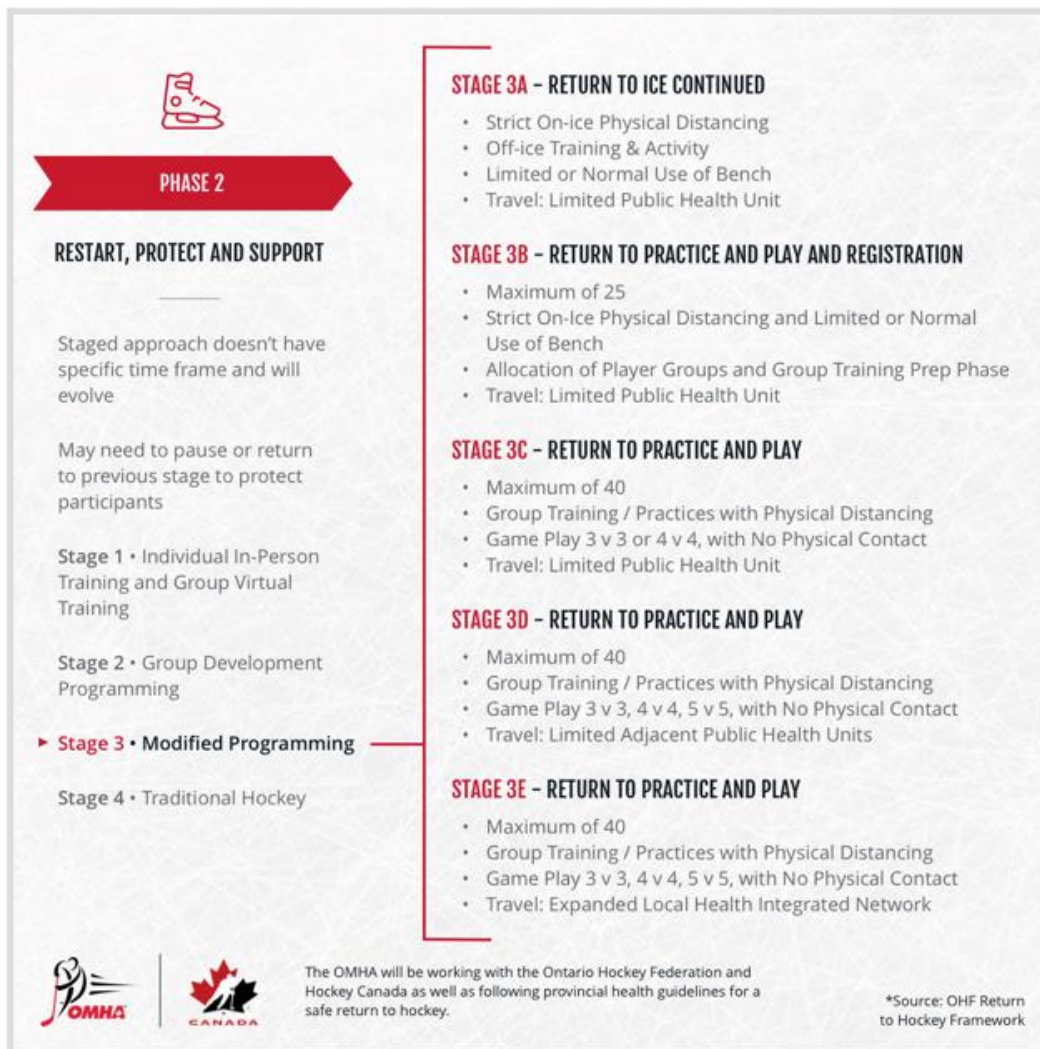 PHASE 2
RESTART, PROTECT AND SUPPORT
Staged approach doesn't have
specific time frame and will
evolve
May need to pause or return
to previous stage to protect
participants
Stage 1 • Individual In-Person
Training and Group Virtual
Training
Stage 2 • Group Development
Programming
Stage 3 • Modified Programming
Stage 4 • Traditional Hockey
STAGE 3A – RETURN TO ICE CONTINUED
• Strict On-ice Physical Distancing
• Off-ice Training & Activity
• Limited or Normal Use of Bench
• Travel: Limited Public Health Unit
STAGE 3B – RETURN TO PRACTICE AND PLAY AND REGISTRATION
• Maximum of 25
• Strict On-Ice Physical Distancing and Limited or Normal
Use of Bench
• Allocation of Player Groups and Group Training Prep Phase
• Travel: Limited Public Health Unit
STAGE 3C – RETURN TO PRACTICE AND PLAY
• Maximum of 40
• Group Training / Practices with Physical Distancing
• Game Play 3 v 3 or 4 v 4, with No Physical Contact
• Travel: Limited Public Health Unit
STAGE 3D – RETURN TO PRACTICE AND PLAY
• Maximum of 40
• Group Training / Practices with Physical Distancing
• Game Play 3 v 3, 4 v 4, 5 v 5, with No Physical Contact
• Travel: Limited Adjacent Public Health Units
STAGE 3E – RETURN TO PRACTICE AND PLAY
• Maximum of 40
• Group Training / Practices with Physical Distancing
• Game Play 3 v 3, 4 v 4, 5 v 5, with No Physical Contact
• Travel: Expanded Local Health Integrated Network
OMHA
CANADA
The OMHA will be working with the Ontario Hockey Federation and
Hockey Canada as well as following provincial health guidelines for a
safe return to hockey.
*Source: OHF Return
to Hockey Framework